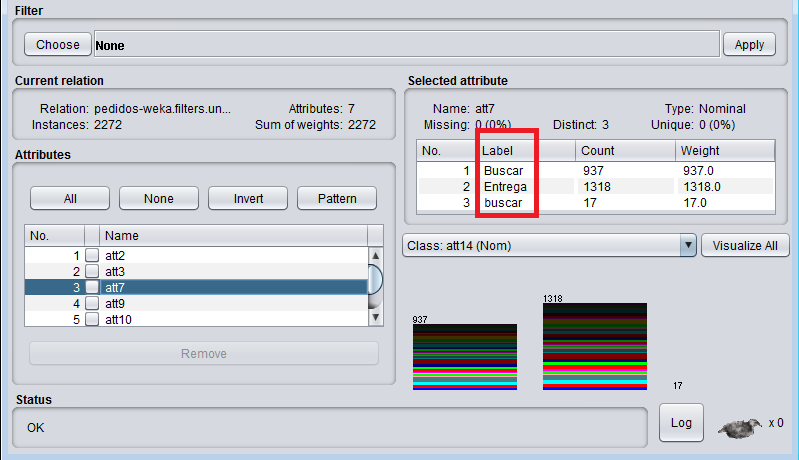 Filter
Choose None Apply
Current relation
Relation: pedidos-weka.filters.un... Attributes: 7
Instances: 2272 Sum of weights: 2272
Attributes
All None Invert Pattern
No. Name
1 att2
2 att3
3 att7
4 att9
5 att10
Remove
Selected attribute
Name: att7 Type: Nominal
Missing: 0 (0%) Distinct: 3 Unique: 0 (0%)
No. Label Count Weight
1 Buscar 937 937.0
2 Entrega 1318 1318.0
3 buscar 17 17.0
Class: att14 (Nom) Visualize All
937
1318
17
Status
OK
Log x 0